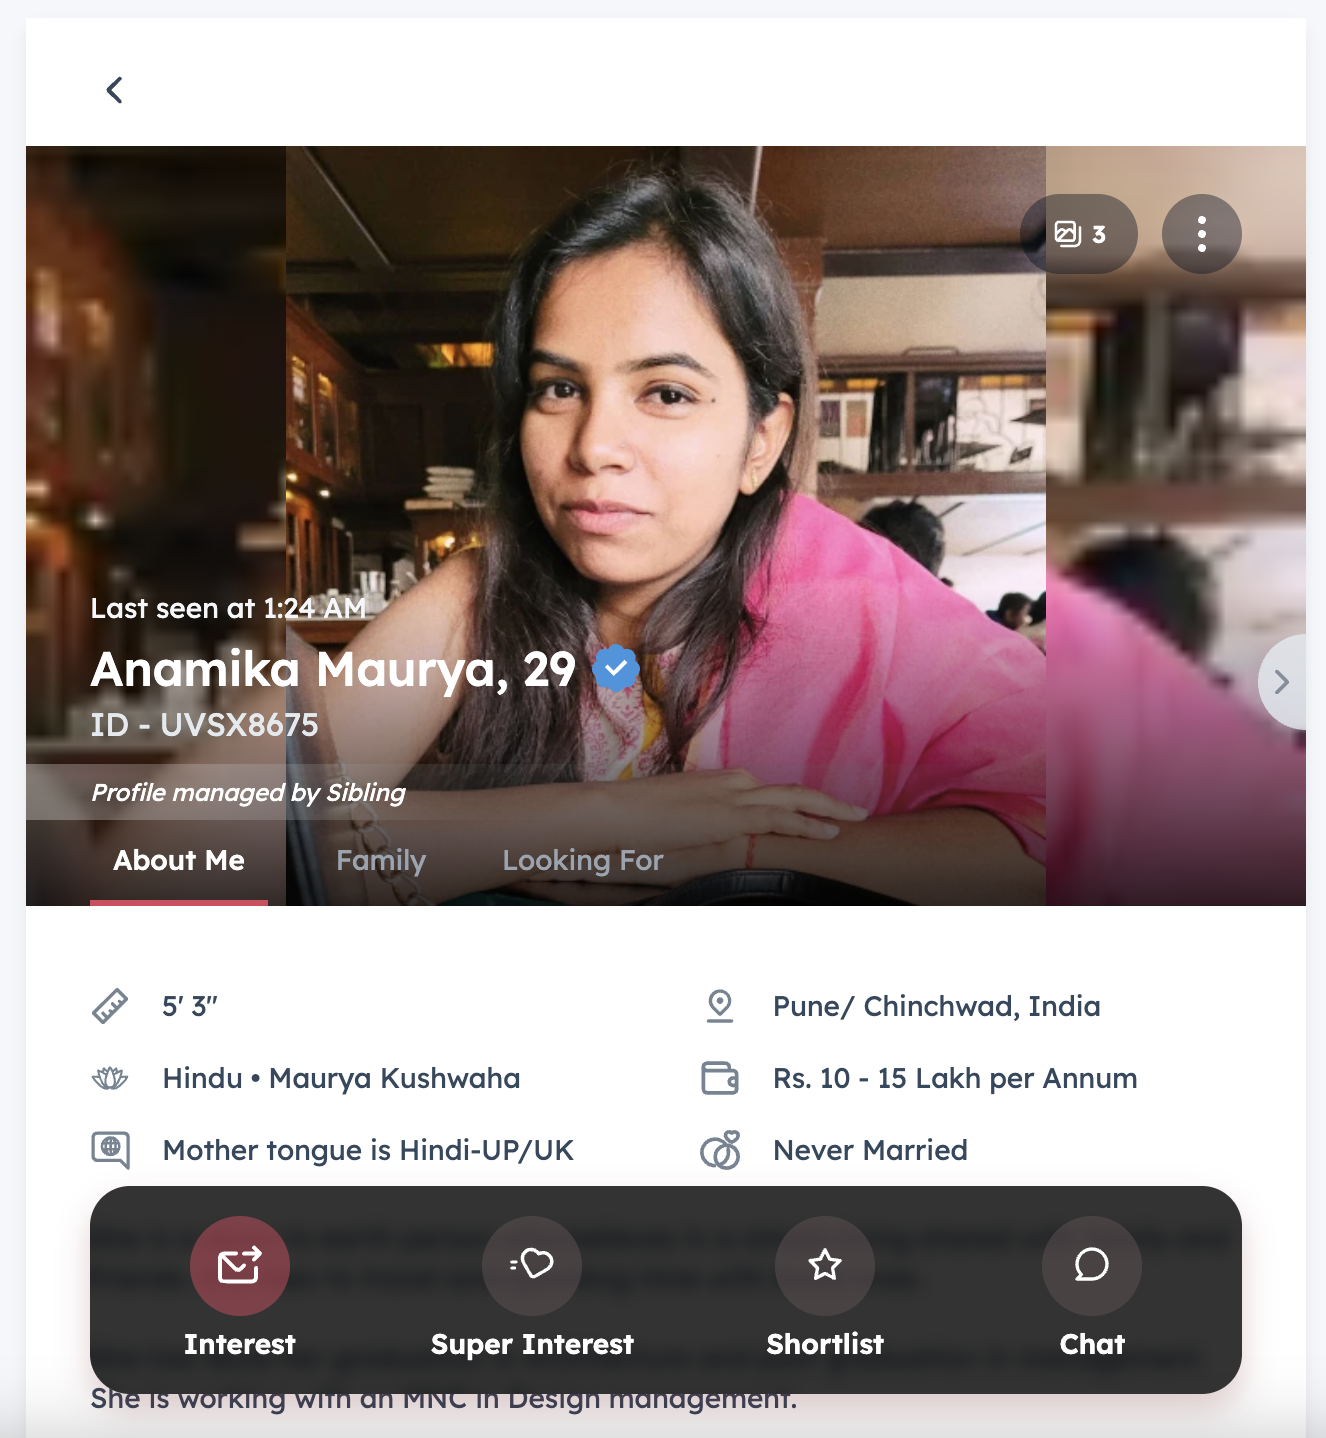 3
Last seen at 1:24 AM
Anamika Maurya, 29
ID - UVSX8675
Profile managed by Sibling
About Me
Family
Looking For
5' 3"
Pune/ Chinchwad, India
Hindu • Maurya Kushwaha
Rs. 10 - 15 Lakh per Annum
Mother tongue is Hindi-UP/UK
Never Married
Interest
Super Interest
Shortlist
Chat
She is working with an MNC in Design management.